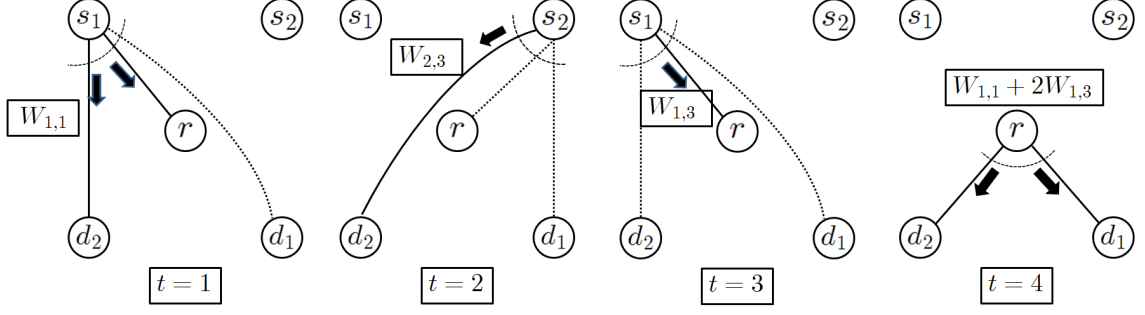 s₁ s₂
W₁,₁
r
d₂ d₁
t = 1
s₁ s₂
W₂,₃
r
d₂ d₁
t = 2
s₁ s₂
W₁,₃
r
d₂ d₁
t = 3
s₁ s₂
W₁,₁ + 2W₁,₃
r
d₂ d₁
t = 4